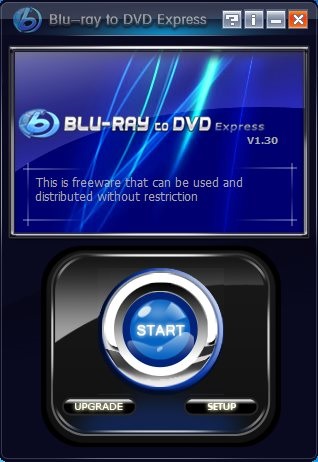 Blu-ray to DVD Express
BLU-RAY to DVD Express
V1.30
This is freeware that can be used and
distributed without restriction
START
UPGRADE
SETUP